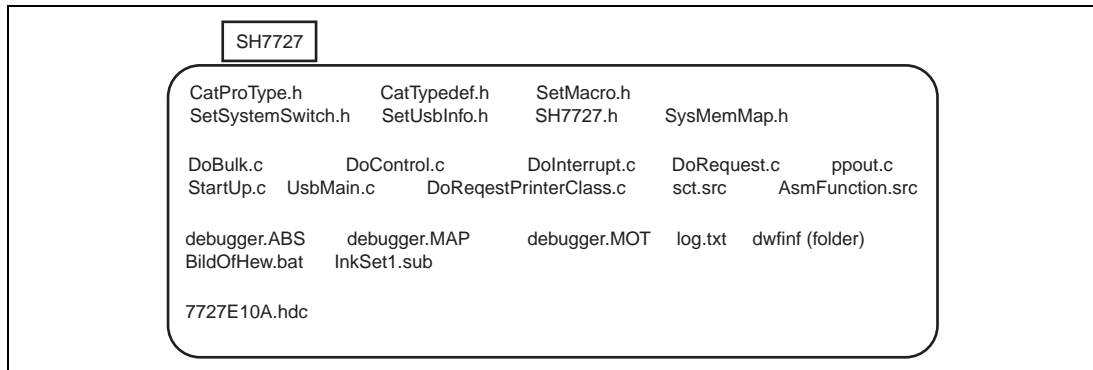 SH7727
CatProType.h CatTypedef.h SetMacro.h
SetSystemSwitch.h SetUsbInfo.h SH7727.h SysMemMap.h
DoBulk.c DoControl.c DoInterrupt.c DoRequest.c ppout.c
StartUp.c UsbMain.c DoReqestPrinterClass.c sct.src AsmFunction.src
debugger.ABS debugger.MAP debugger.MOT log.txt dwfinf (folder)
BildOfHew.bat InkSet1.sub
7727E10A.hdc